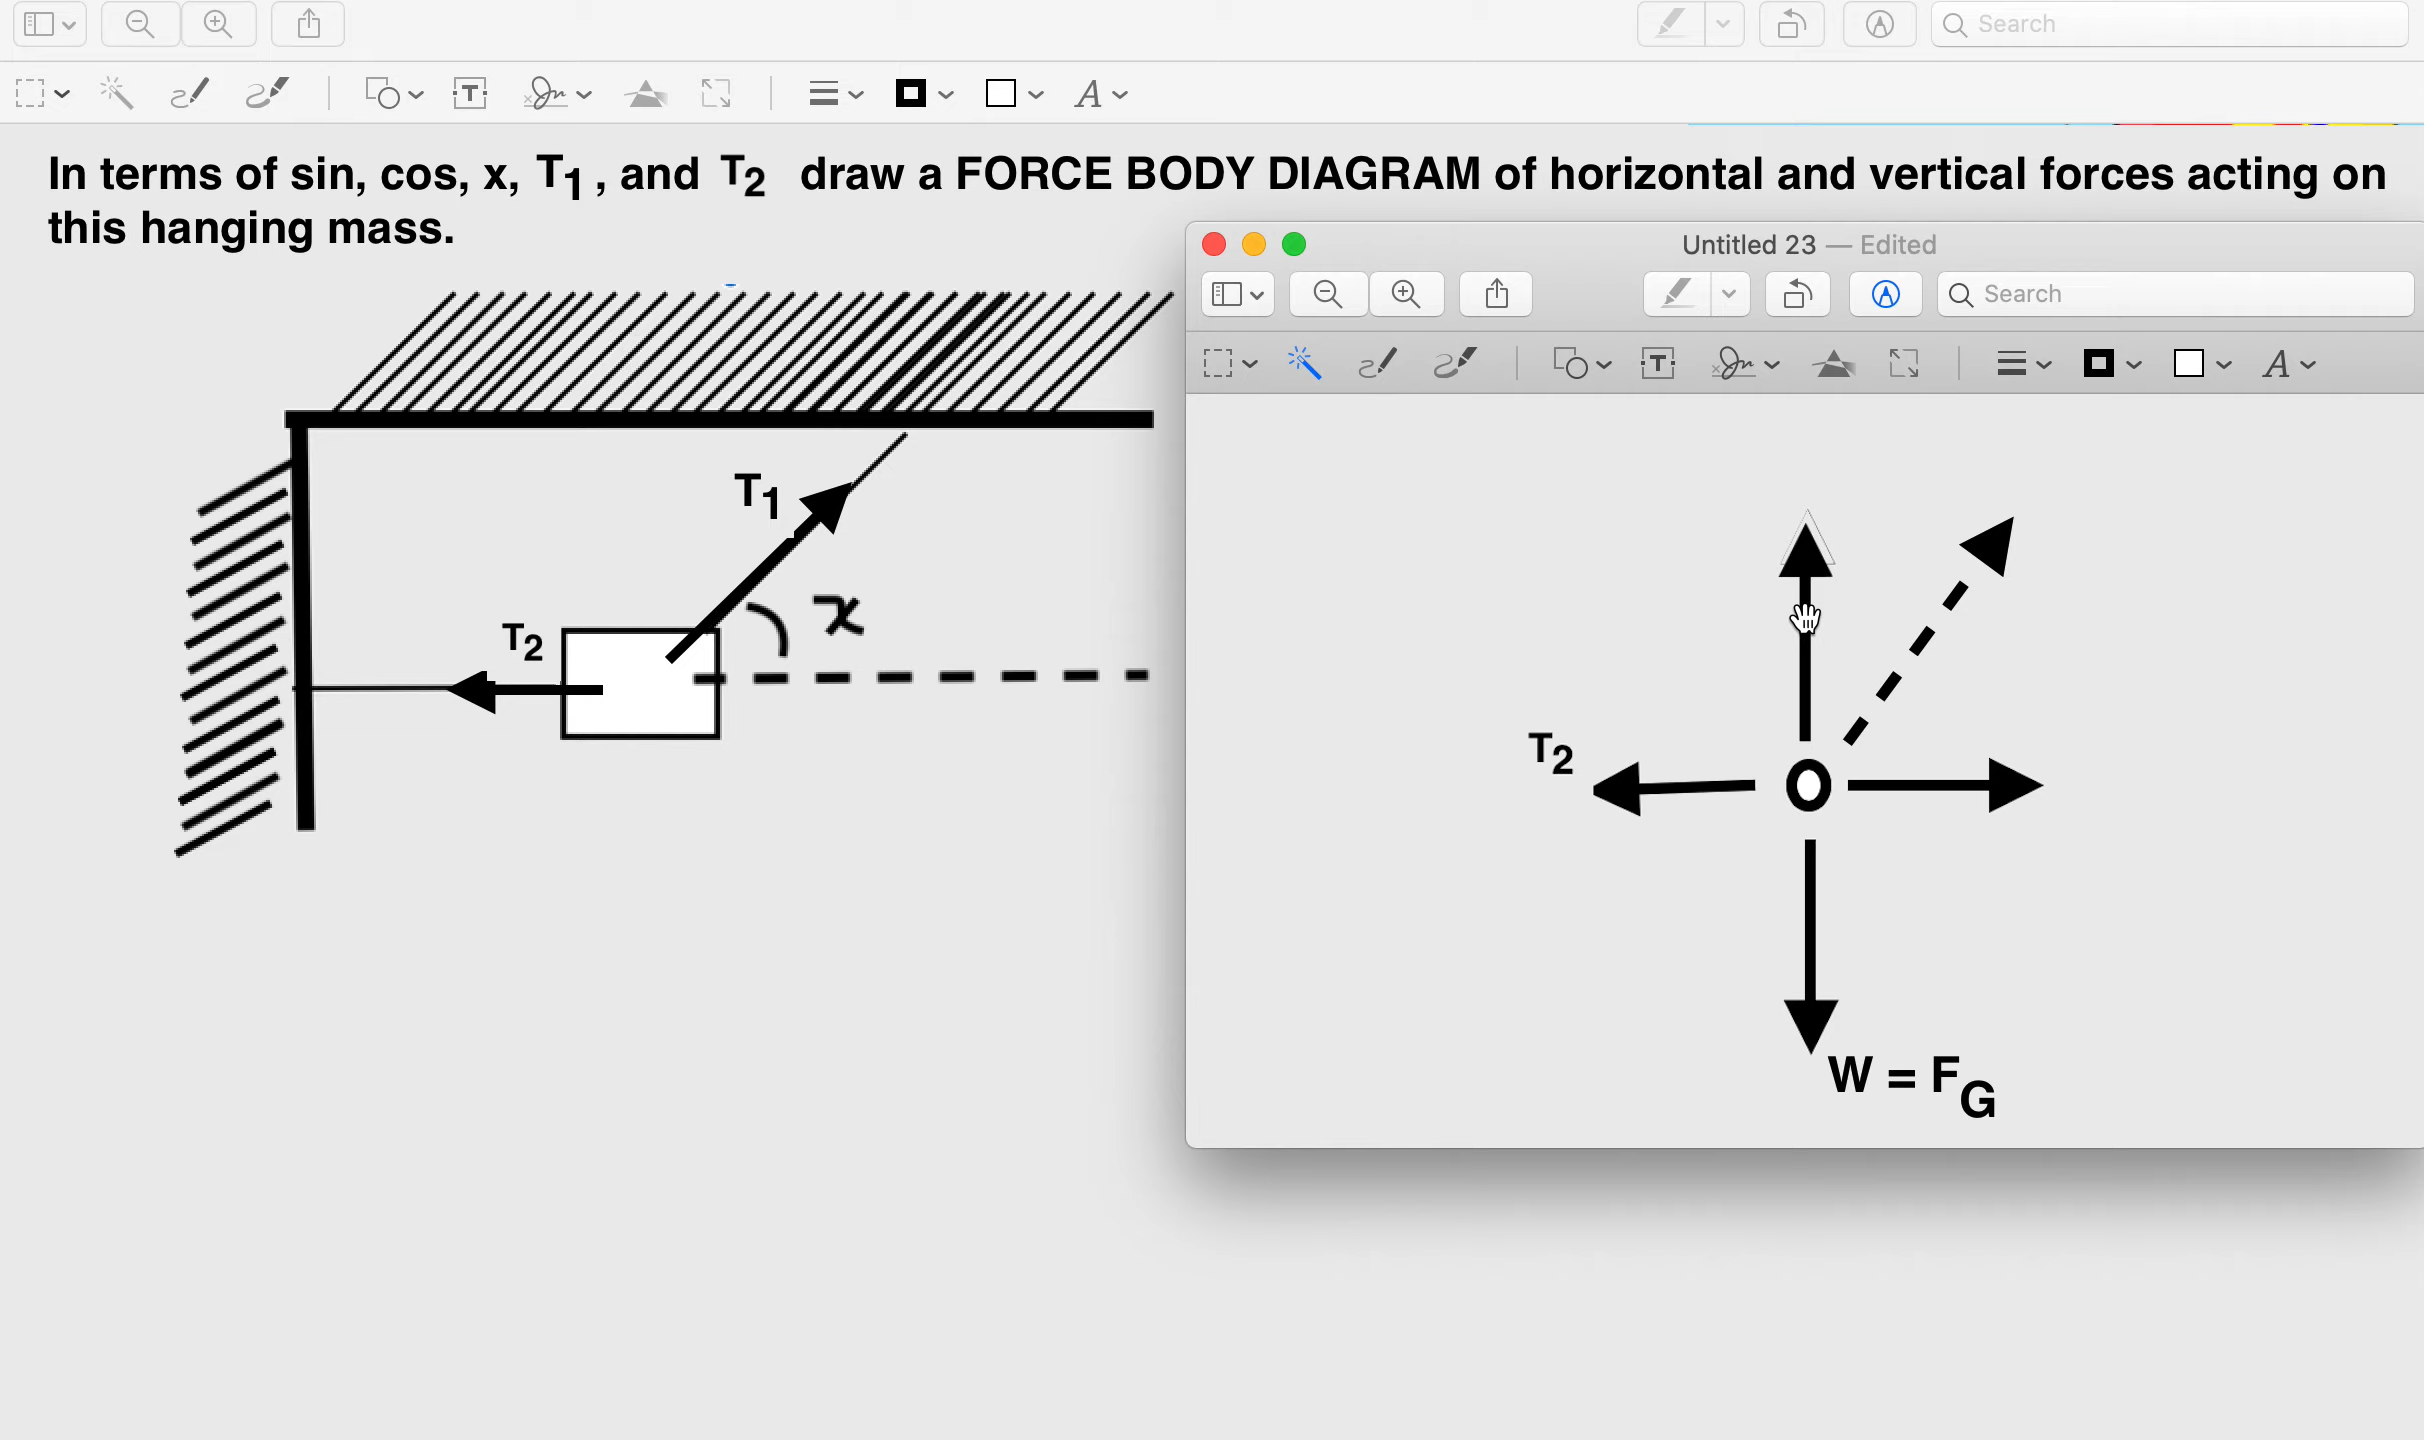 Search
In terms of sin, cos, x, T1, and T2 draw a FORCE BODY DIAGRAM of horizontal and vertical forces acting on
this hanging mass.
Untitled 23 — Edited
Search
T1
x
T2
T2
W = FG